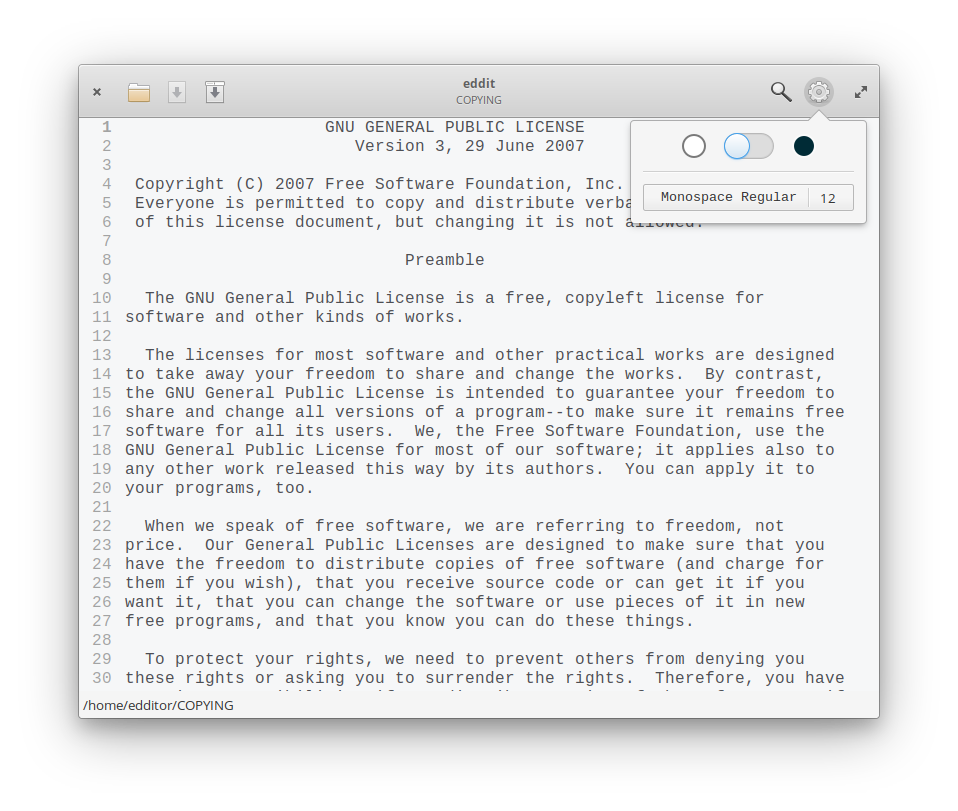 eddit
COPYING
Monospace Regular 12
1 GNU GENERAL PUBLIC LICENSE
2 Version 3, 29 June 2007
3
4 Copyright (C) 2007 Free Software Foundation, Inc.
5 Everyone is permitted to copy and distribute
6 of this license document, but changing it is not allowed.
7
8 Preamble
9
10 The GNU General Public License is a free, copyleft license for
11 software and other kinds of works.
12
13 The licenses for most software and other practical works are designed
14 to take away your freedom to share and change the works.  By contrast,
15 the GNU General Public License is intended to guarantee your freedom to
16 share and change all versions of a program--to make sure it remains free
17 software for all its users.  We, the Free Software Foundation, use the
18 GNU General Public License for most of our software; it applies also to
19 any other work released this way by its authors.  You can apply it to
20 your programs, too.
21
22 When we speak of free software, we are referring to freedom, not
23 price.  Our General Public Licenses are designed to make sure that you
24 have the freedom to distribute copies of free software (and charge for
25 them if you wish), that you receive source code or can get it if you
26 want it, that you can change the software or use pieces of it in new
27 free programs, and that you know you can do these things.
28
29 To protect your rights, we need to prevent others from denying you
30 these rights or asking you to surrender the rights.  Therefore, you have
/home/edditor/COPYING